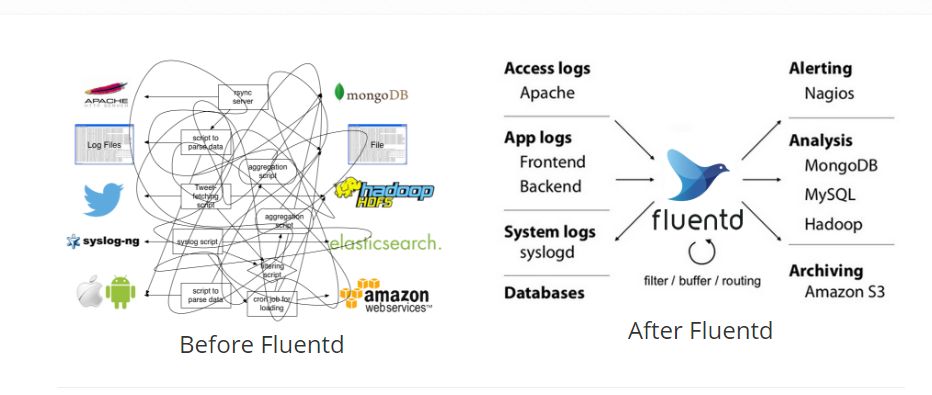 APACHE
HTTP SERVER
rsync
server
mongoDB
Log Files
script to
parse data
File
aggregation
script
Tweet-
fetching
script
hadoop
HDFS
aggregation
script
syslog-ng
syslog script
elasticsearch.
filtering
script
script to
parse data
cron job for
loading
amazon
webservices™
Before Fluentd
Access logs
Apache
App logs
Frontend
Backend
System logs
syslogd
Databases
fluentd
filter / buffer / routing
Alerting
Nagios
Analysis
MongoDB
MySQL
Hadoop
Archiving
Amazon S3
After Fluentd